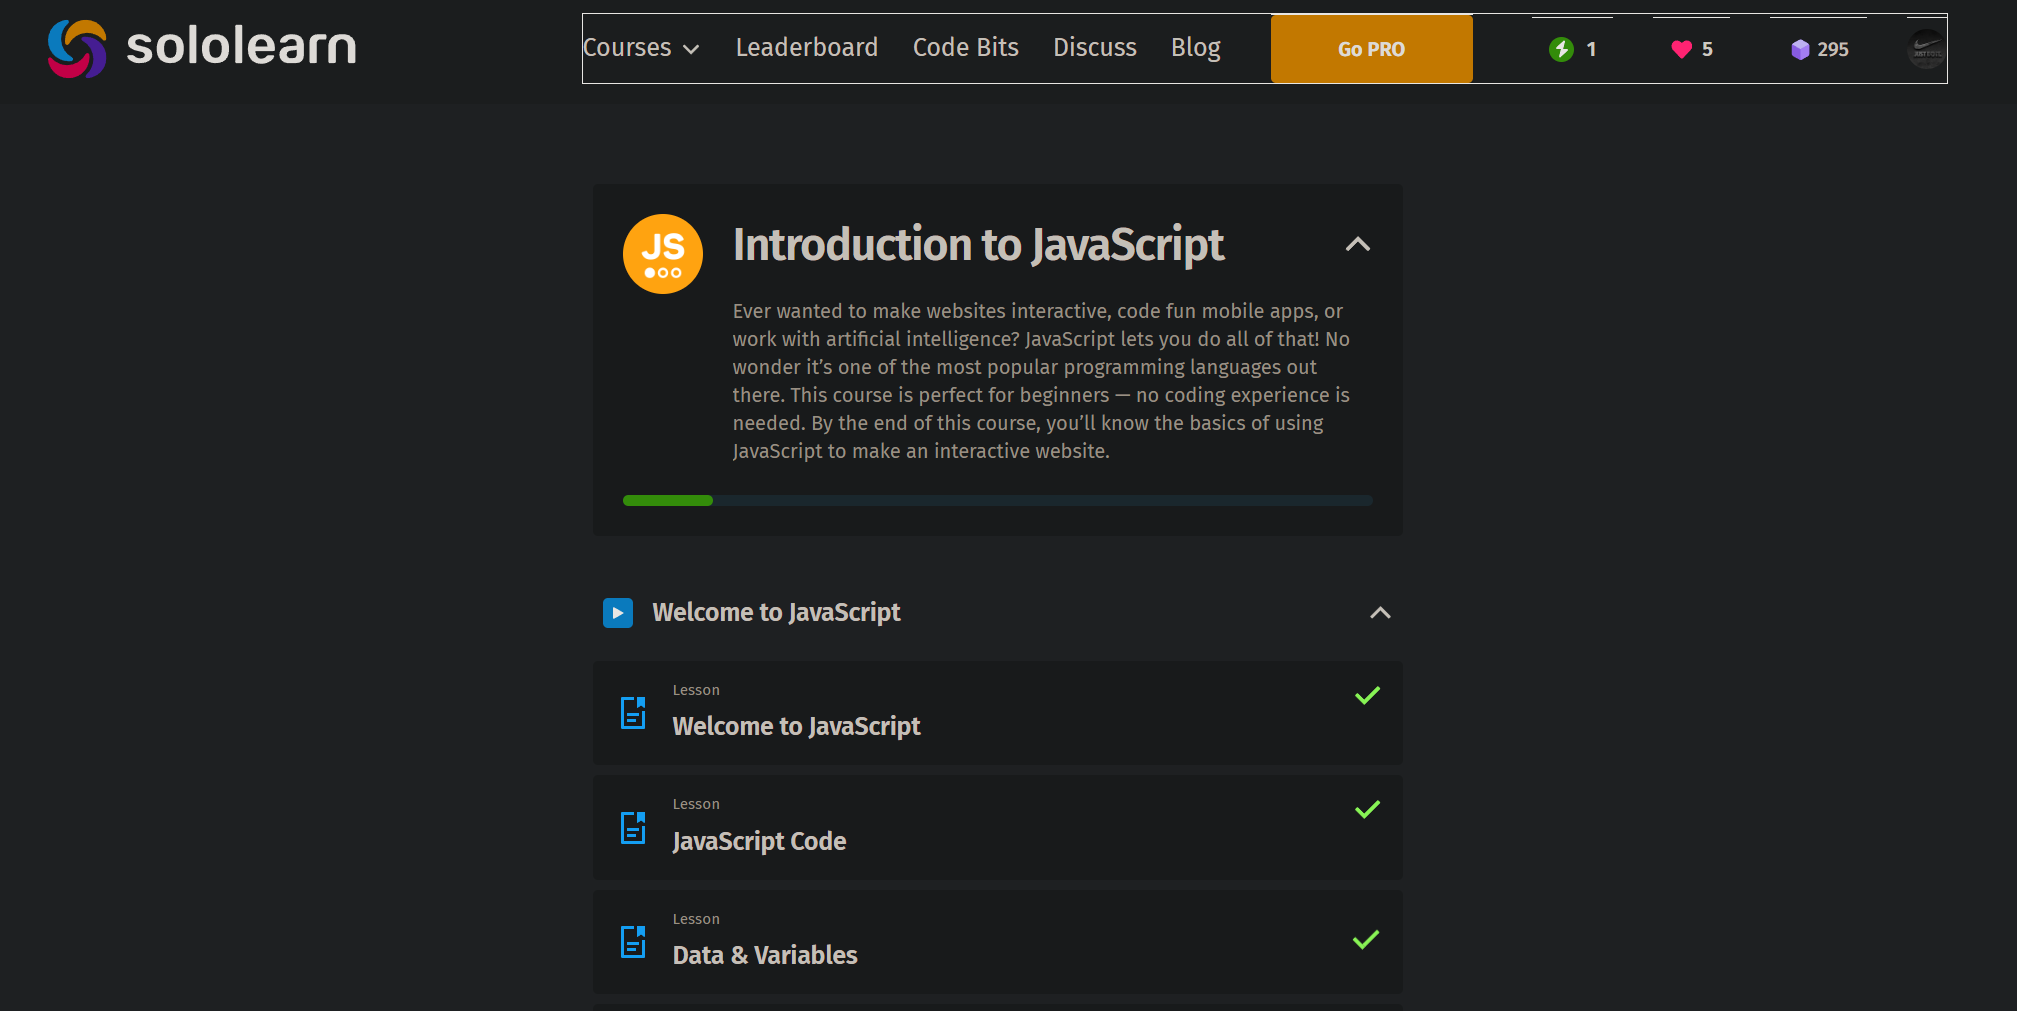 sololearn
Courses Leaderboard Code Bits Discuss Blog Go PRO 1 5 295
JS
Introduction to JavaScript
Ever wanted to make websites interactive, code fun mobile apps, or
work with artificial intelligence? JavaScript lets you do all of that! No
wonder it’s one of the most popular programming languages out
there. This course is perfect for beginners — no coding experience is
needed. By the end of this course, you’ll know the basics of using
JavaScript to make an interactive website.
Welcome to JavaScript
Lesson
Welcome to JavaScript
Lesson
JavaScript Code
Lesson
Data & Variables